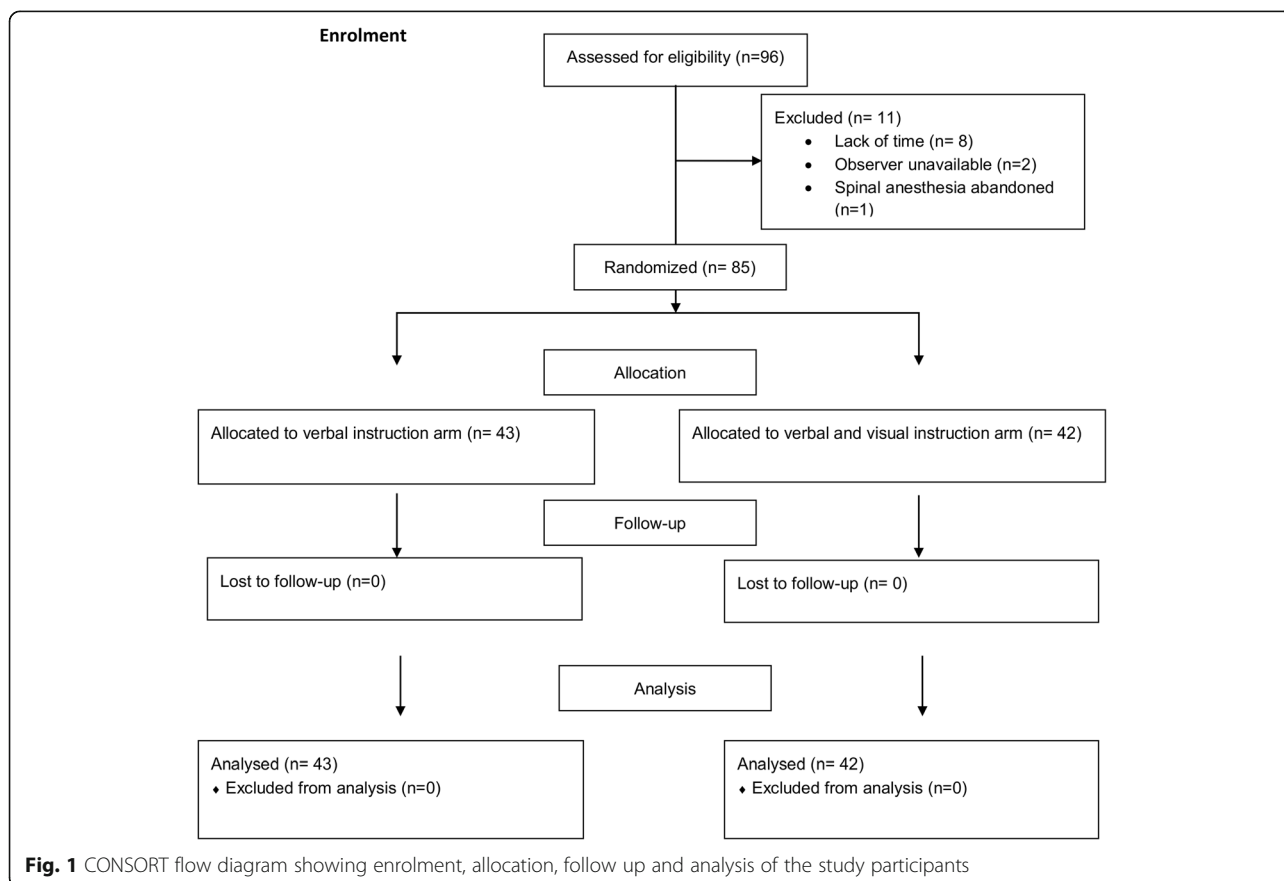 Enrolment
Assessed for eligibility (n=96)
Excluded (n= 11)
• Lack of time (n= 8)
• Observer unavailable (n=2)
• Spinal anesthesia abandoned
(n=1)
Randomized (n= 85)
Allocation
Allocated to verbal instruction arm (n= 43)
Allocated to verbal and visual instruction arm (n= 42)
Follow-up
Lost to follow-up (n=0)
Lost to follow-up (n= 0)
Analysis
Analysed (n= 43)
♦ Excluded from analysis (n=0)
Analysed (n= 42)
♦ Excluded from analysis (n=0)
Fig. 1 CONSORT flow diagram showing enrolment, allocation, follow up and analysis of the study participants